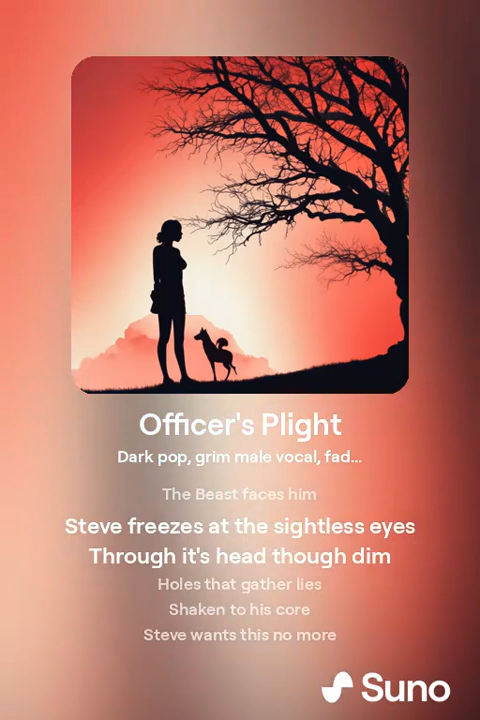 Officer's Plight
Dark pop, grim male vocal, fad...
The Beast faces him
Steve freezes at the sightless eyes
Through it's head though dim
Holes that gather lies
Shaken to his core
Steve wants this no more
Suno